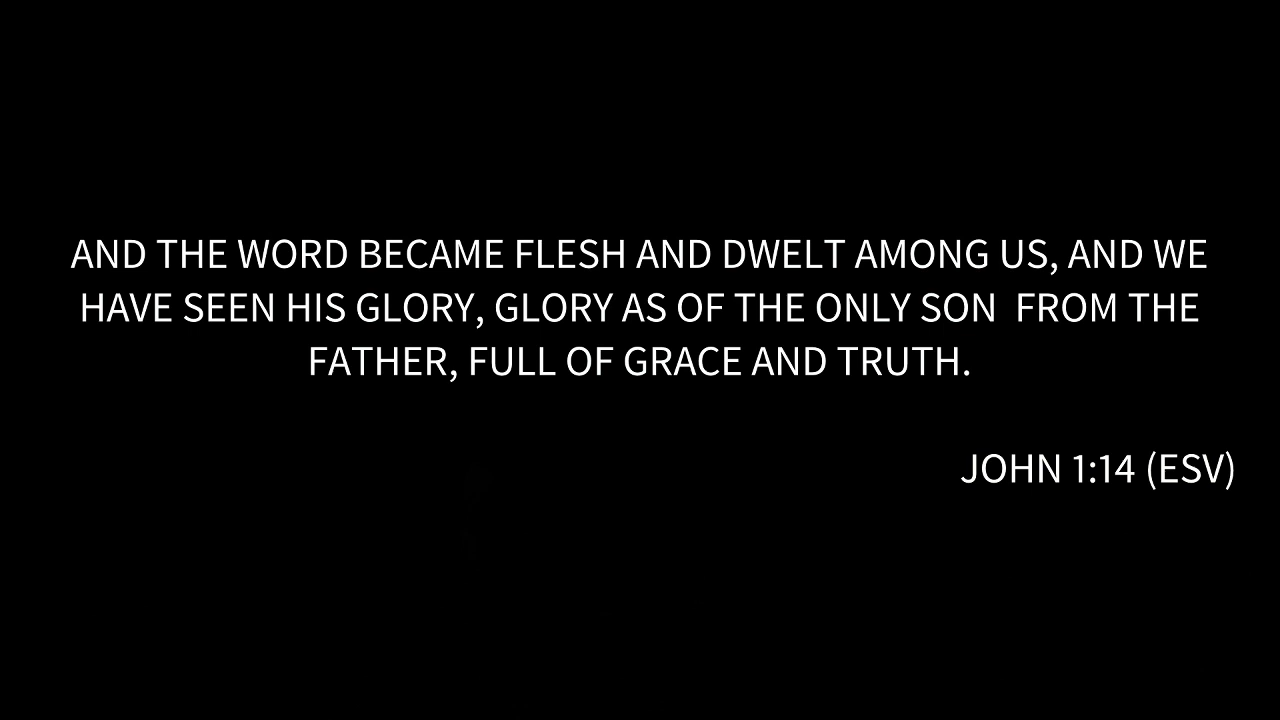 AND THE WORD BECAME FLESH AND DWELT AMONG US, AND WE
HAVE SEEN HIS GLORY, GLORY AS OF THE ONLY SON  FROM THE
FATHER, FULL OF GRACE AND TRUTH.
JOHN 1:14 (ESV)